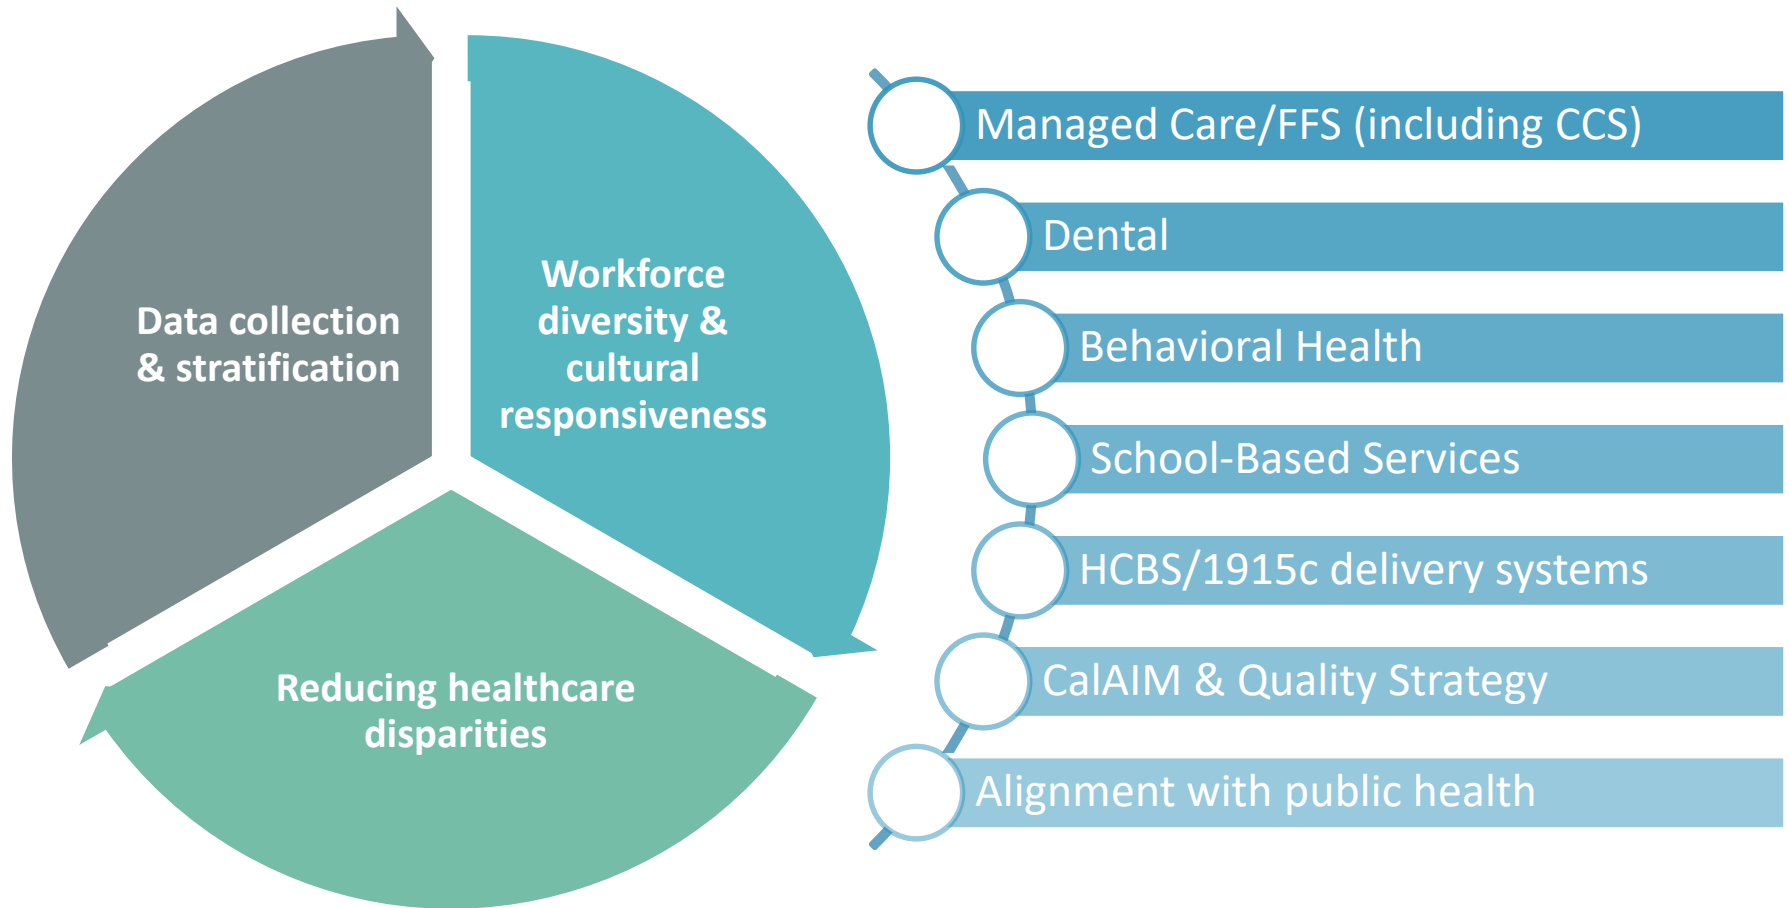 Data collection
& stratification
Workforce
diversity &
cultural
responsiveness
Reducing healthcare
disparities
Managed Care/FFS (including CCS)
Dental
Behavioral Health
School-Based Services
HCBS/1915c delivery systems
CalAIM & Quality Strategy
Alignment with public health